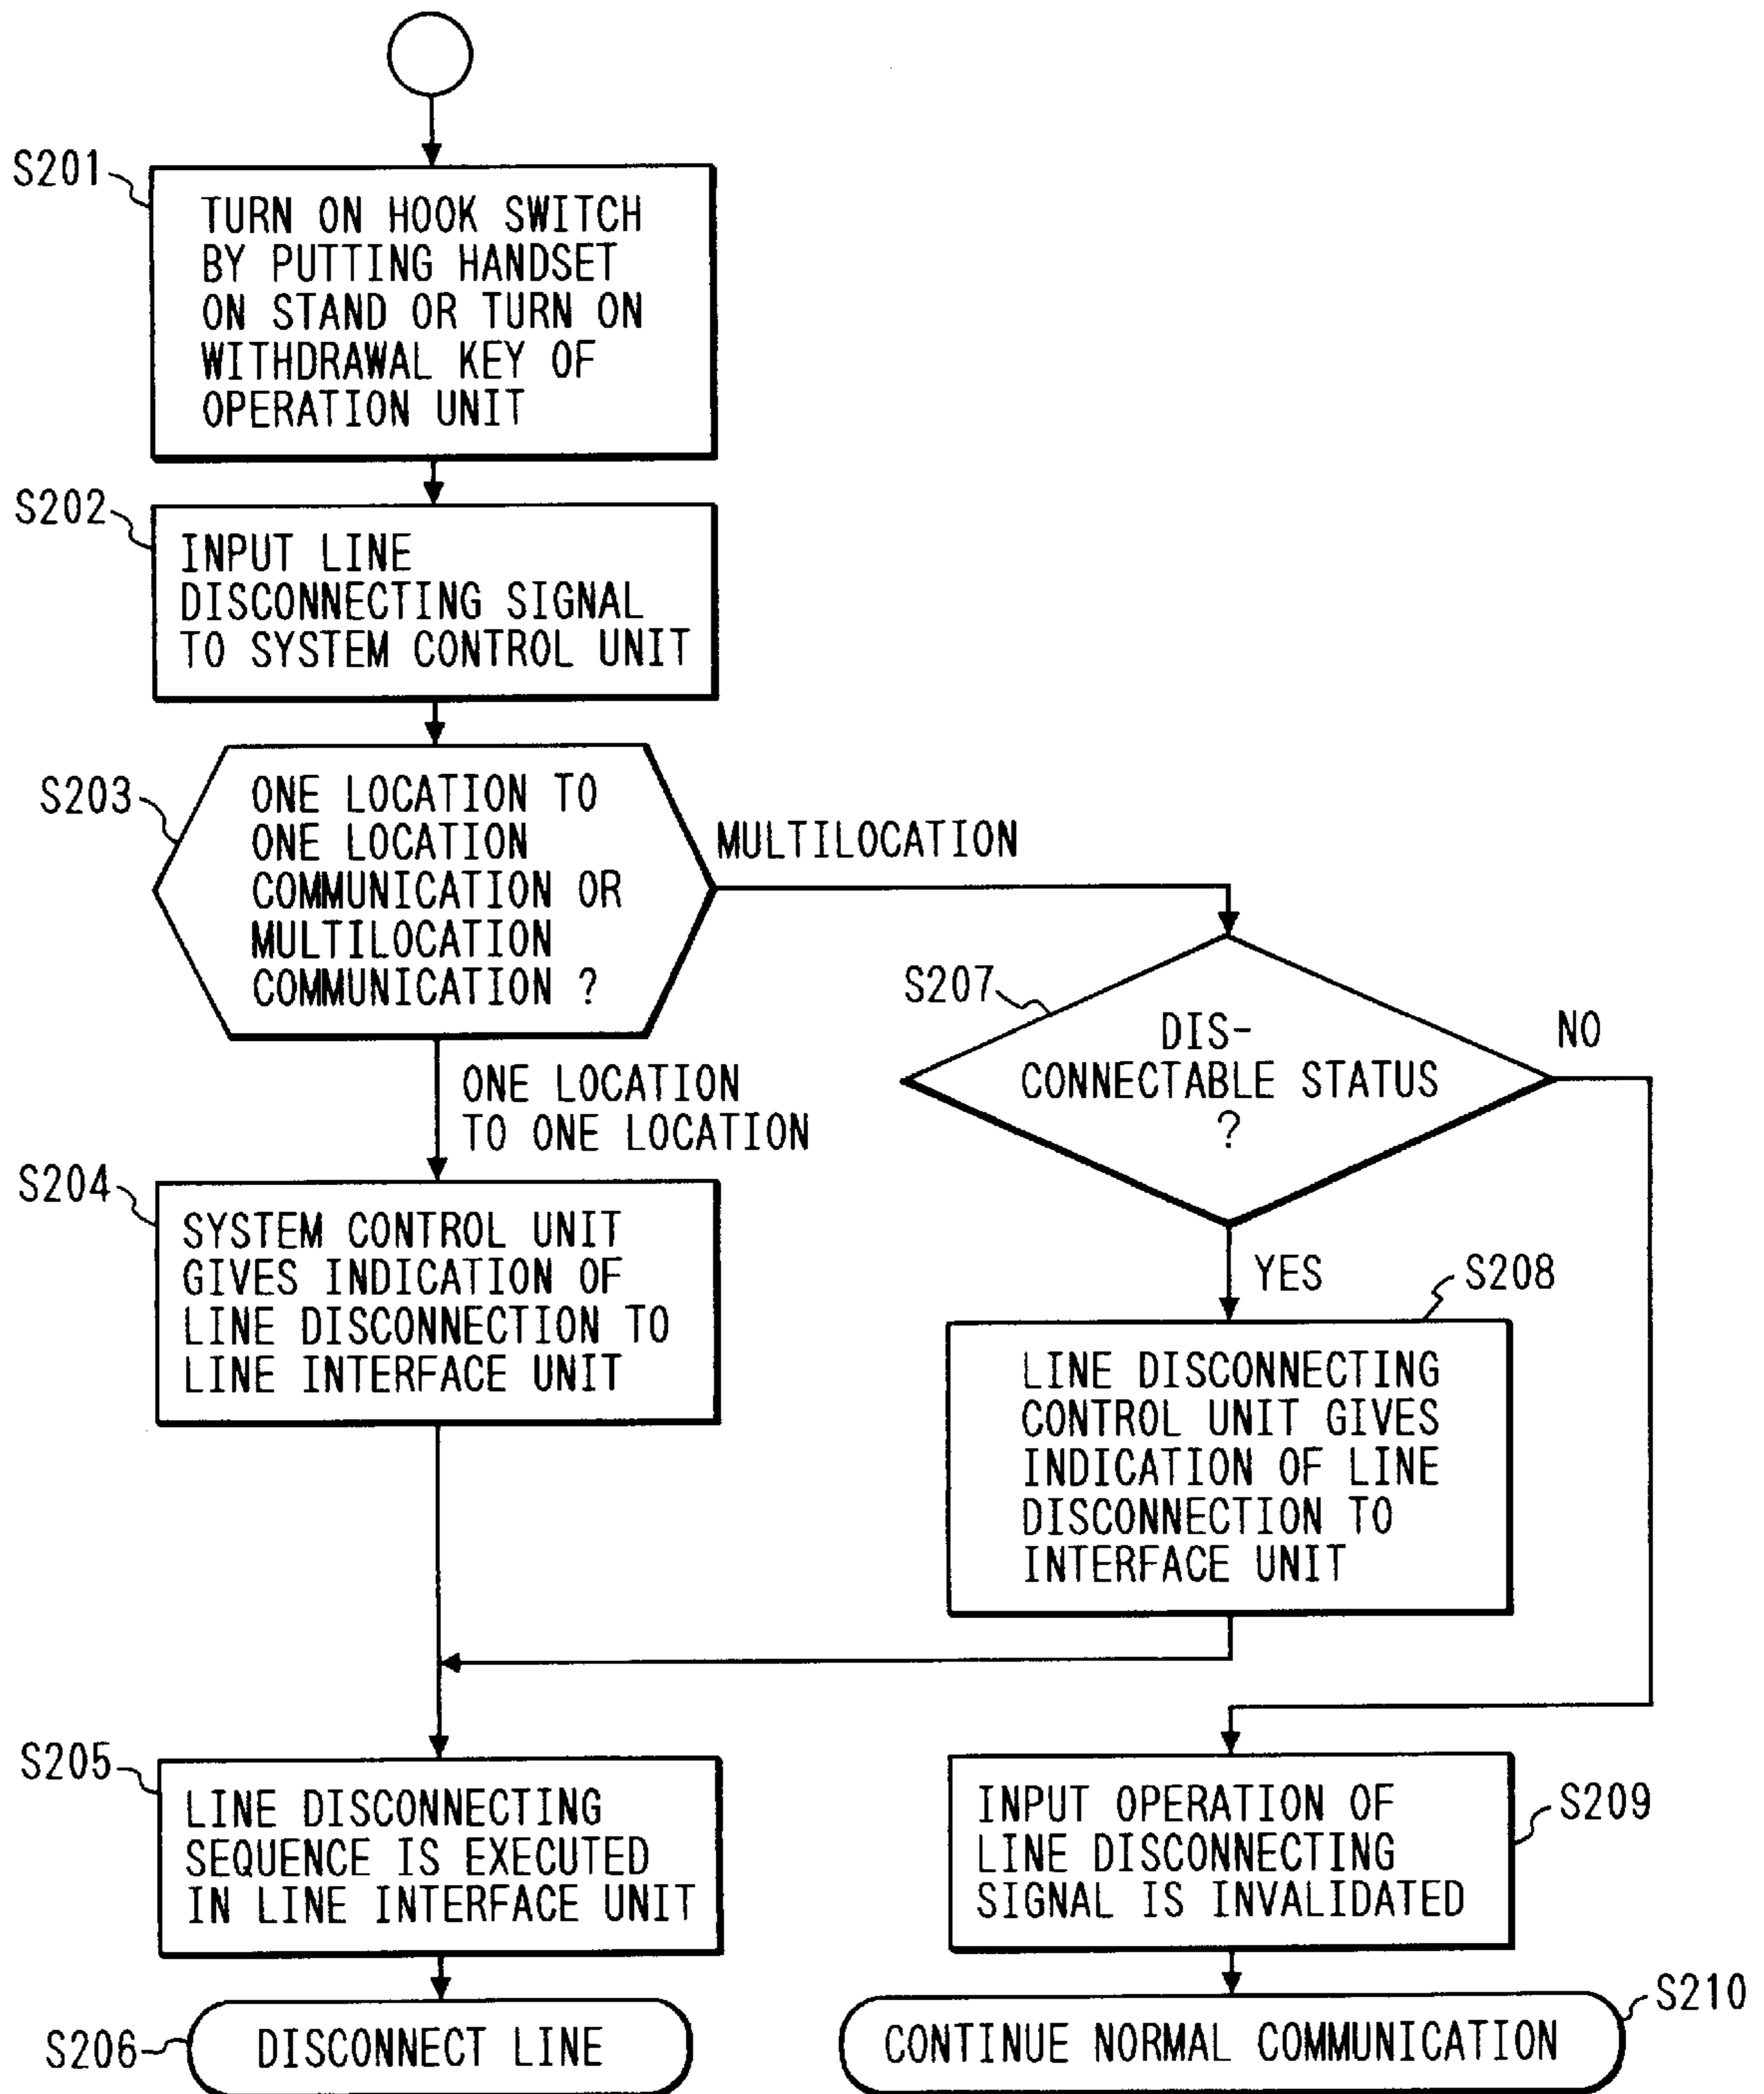 S201
TURN ON HOOK SWITCH
BY PUTTING HANDSET
ON STAND OR TURN ON
WITHDRAWAL KEY OF
OPERATION UNIT
S202
INPUT LINE
DISCONNECTING SIGNAL
TO SYSTEM CONTROL UNIT
S203
ONE LOCATION TO
ONE LOCATION
COMMUNICATION OR
MULTILOCATION
COMMUNICATION ?
MULTILOCATION
ONE LOCATION
TO ONE LOCATION
S207
DIS-
CONNECTABLE STATUS
?
NO
YES
S204
SYSTEM CONTROL UNIT
GIVES INDICATION OF
LINE DISCONNECTION TO
LINE INTERFACE UNIT
S208
LINE DISCONNECTING
CONTROL UNIT GIVES
INDICATION OF LINE
DISCONNECTION TO
INTERFACE UNIT
S205
LINE DISCONNECTING
SEQUENCE IS EXECUTED
IN LINE INTERFACE UNIT
S209
INPUT OPERATION OF
LINE DISCONNECTING
SIGNAL IS INVALIDATED
S206
DISCONNECT LINE
S210
CONTINUE NORMAL COMMUNICATION